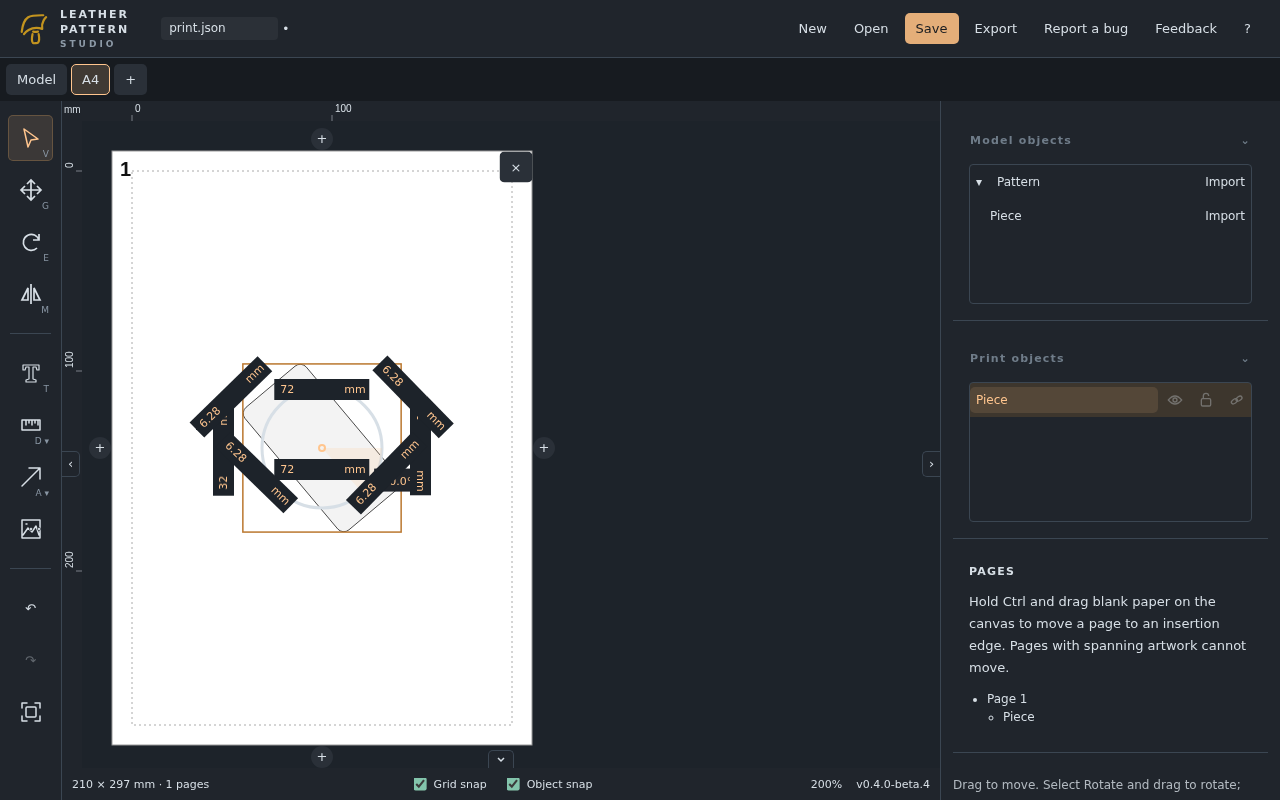 LEATHER
PATTERN
STUDIO
print.json •
New Open Save Export Report a bug Feedback ?
Model A4 +
mm 0 100
V
G
E
M
T
D ▾
A ▾
0
100
200
1
×
+
+
+
+
6.28 mm
72 mm
6.28 mm
32
6.28 mm
72 mm
6.28 mm
mm
‹
›
Model objects
▾ Pattern Import
Piece Import
Print objects
Piece
PAGES
Hold Ctrl and drag blank paper on the
canvas to move a page to an insertion
edge. Pages with spanning artwork cannot
move.
• Page 1
◦ Piece
210 × 297 mm · 1 pages
Grid snap
Object snap
200% v0.4.0-beta.4
Drag to move. Select Rotate and drag to rotate;